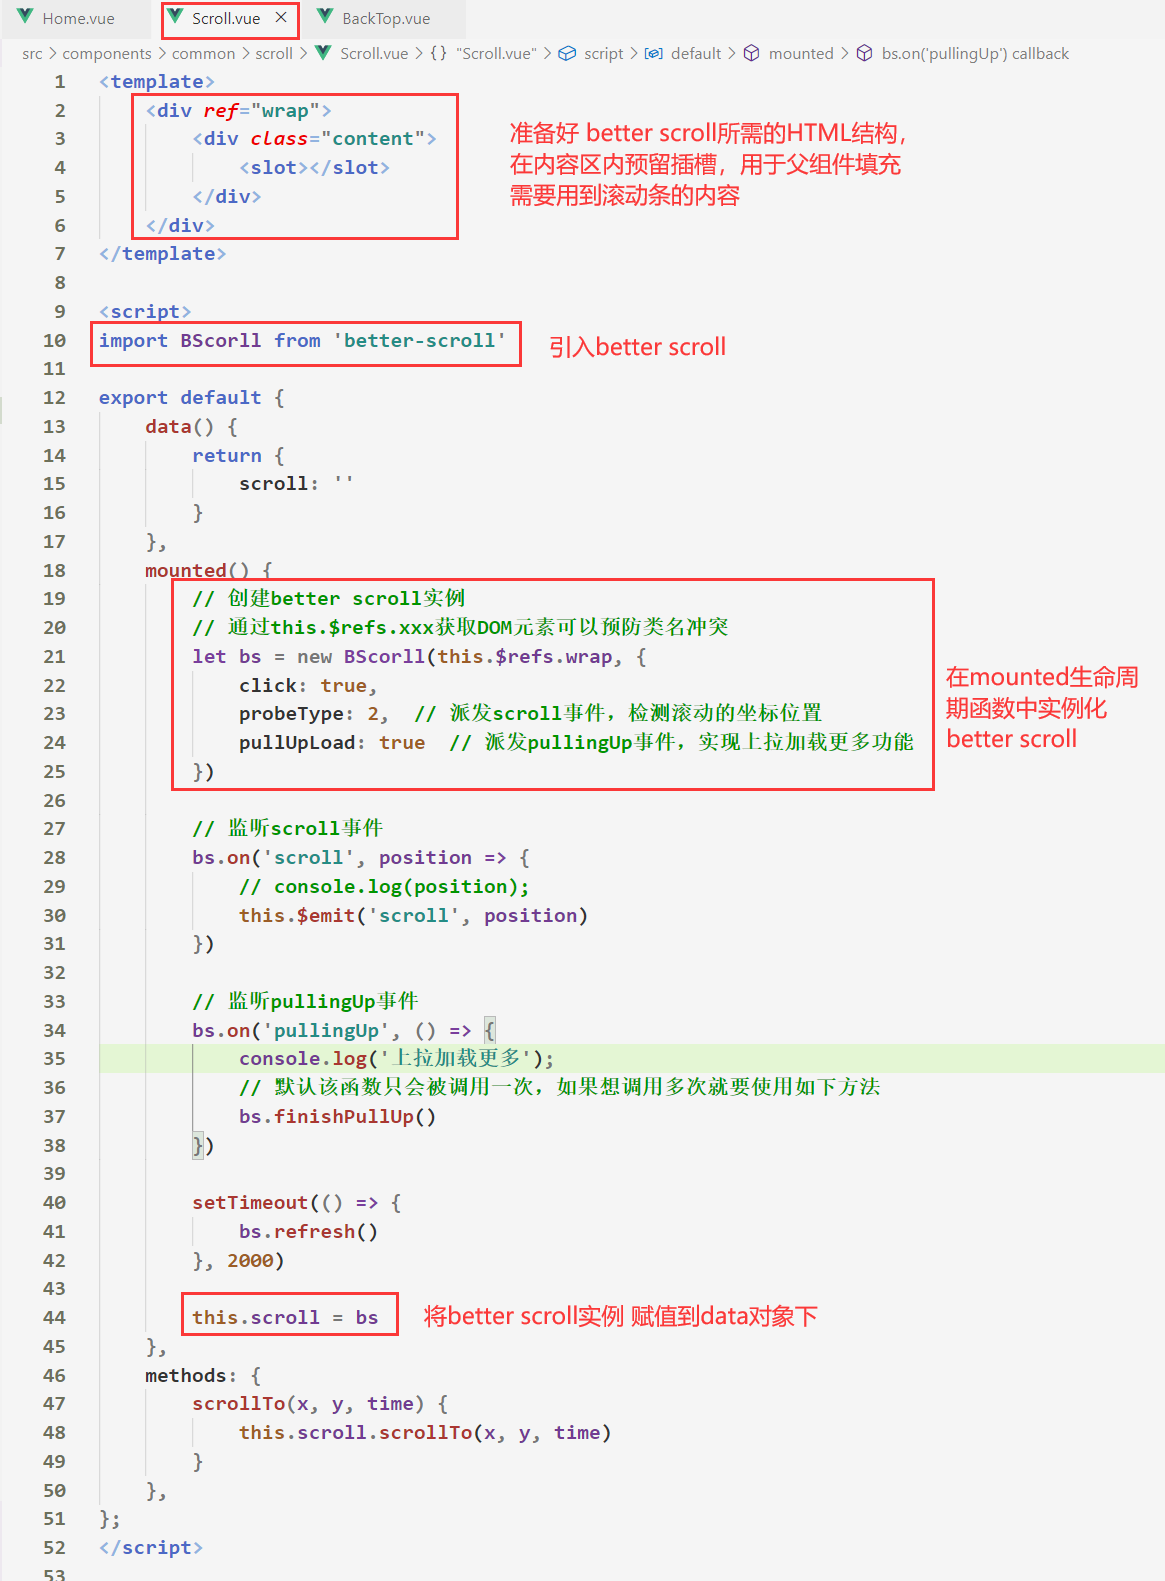 Home.vue Scroll.vue × BackTop.vue
src > components > common > scroll > Scroll.vue > {} "Scroll.vue" > script > default > mounted > bs.on('pullingUp') callback
1 <template>
2 <div ref="wrap">
3 <div class="content">
4 <slot></slot>
5 </div>
6 </div>
7 </template>
准备好 better scroll所需的HTML结构，
在内容区内预留插槽，用于父组件填充
需要用到滚动条的内容
8
9 <script>
10 import BScorll from 'better-scroll'
引入better scroll
11
12 export default {
13 data() {
14 return {
15 scroll: ''
16 }
17 },
18 mounted() {
19 // 创建better scroll实例
20 // 通过this.$refs.xxx获取DOM元素可以预防类名冲突
21 let bs = new BScorll(this.$refs.wrap, {
22 click: true,
23 probeType: 2, // 派发scroll事件，检测滚动的坐标位置
24 pullUpLoad: true // 派发pullingUp事件，实现上拉加载更多功能
25 })
在mounted生命周
期函数中实例化
better scroll
26
27 // 监听scroll事件
28 bs.on('scroll', position => {
29 // console.log(position);
30 this.$emit('scroll', position)
31 })
32
33 // 监听pullingUp事件
34 bs.on('pullingUp', () => {
35 console.log('上拉加载更多');
36 // 默认该函数只会被调用一次，如果想调用多次就要使用如下方法
37 bs.finishPullUp()
38 })
39
40 setTimeout(() => {
41 bs.refresh()
42 }, 2000)
43
44 this.scroll = bs
将better scroll实例 赋值到data对象下
45 },
46 methods: {
47 scrollTo(x, y, time) {
48 this.scroll.scrollTo(x, y, time)
49 }
50 },
51 };
52 </script>
53